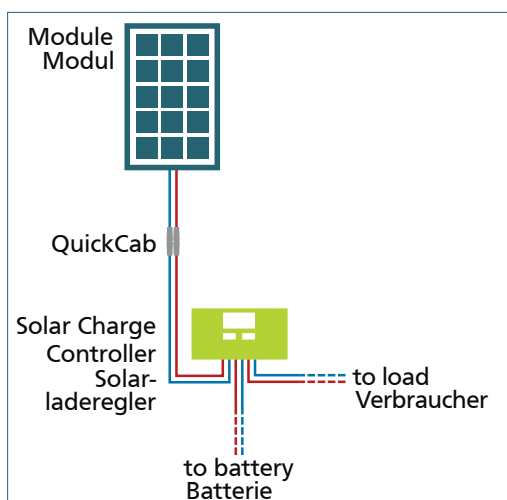 Module
Modul
QuickCab
Solar Charge
Controller
Solar-
laderegler
to load
Verbraucher
to battery
Batterie